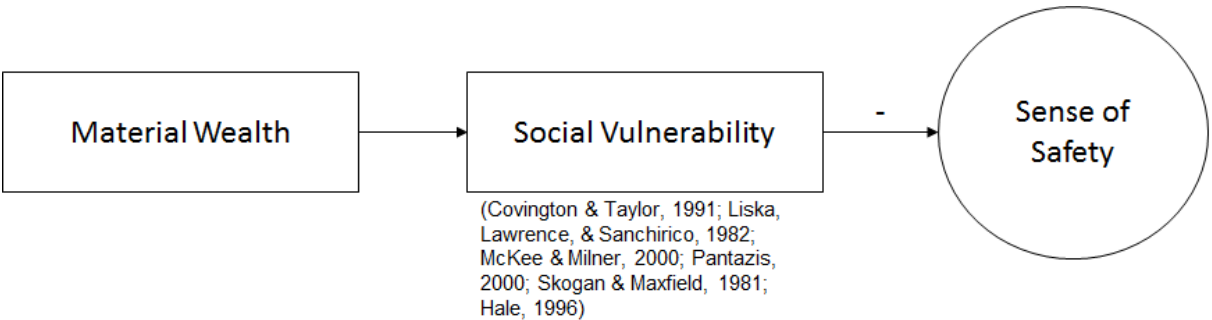 Material Wealth
Social Vulnerability
-
Sense of
Safety
(Covington & Taylor, 1991; Liska,
Lawrence, & Sanchirico, 1982;
McKee & Milner, 2000; Pantazis,
2000; Skogan & Maxfield, 1981;
Hale, 1996)